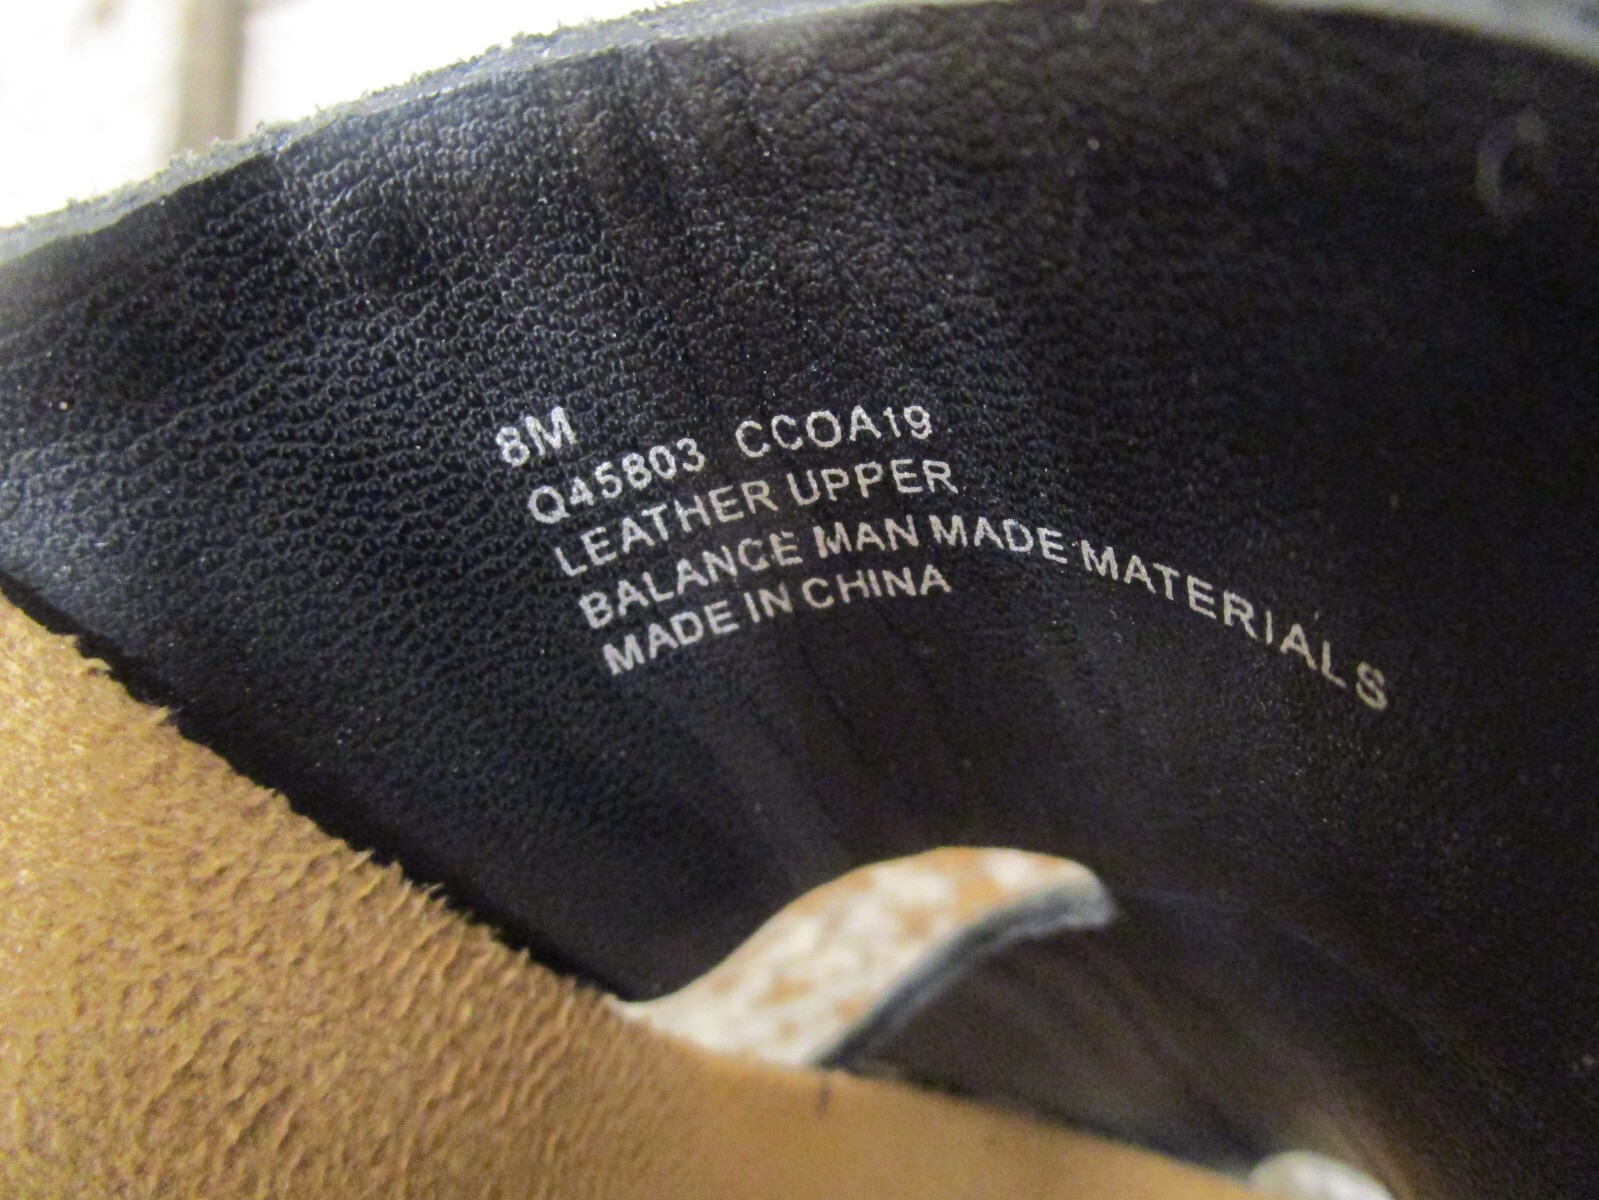 8M
Q45803 CCOA19
LEATHER UPPER
BALANCE MAN MADE MATERIALS
MADE IN CHINA